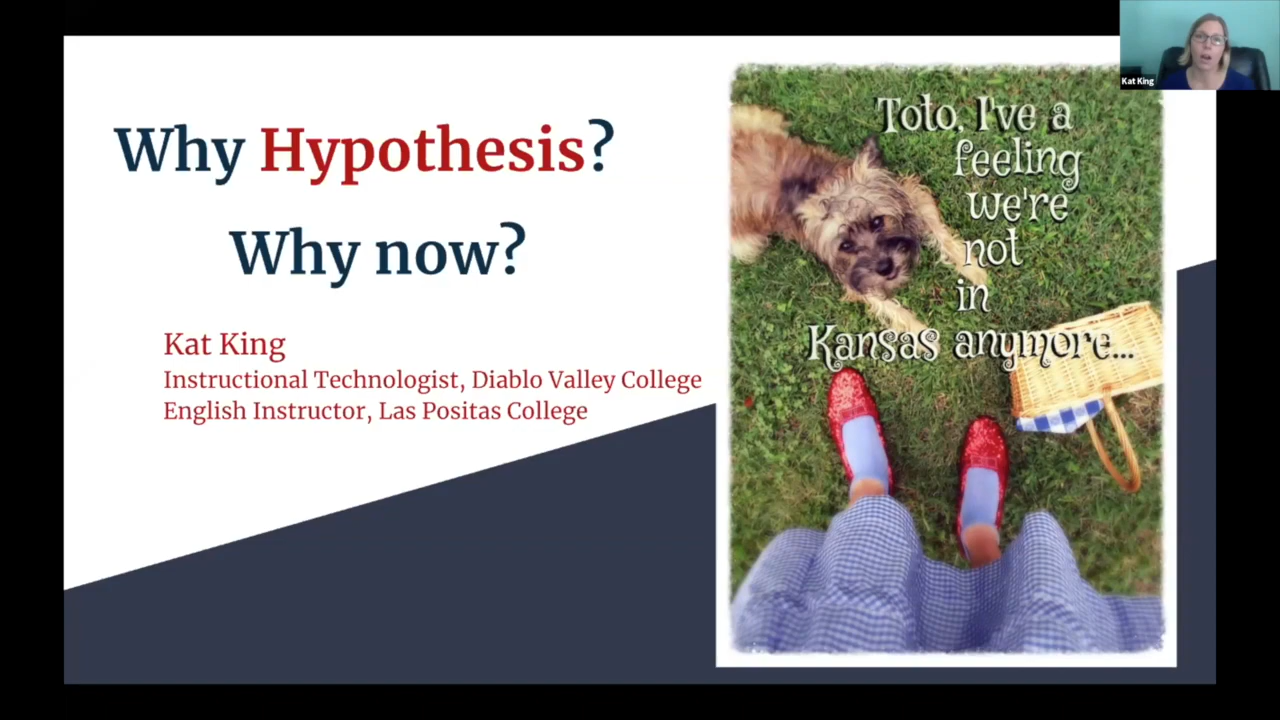 Why Hypothesis?
Why now?
Kat King
Instructional Technologist, Diablo Valley College
English Instructor, Las Positas College
Toto, I've a
feeling
we're
not
in
Kansas anymore...
Kat King